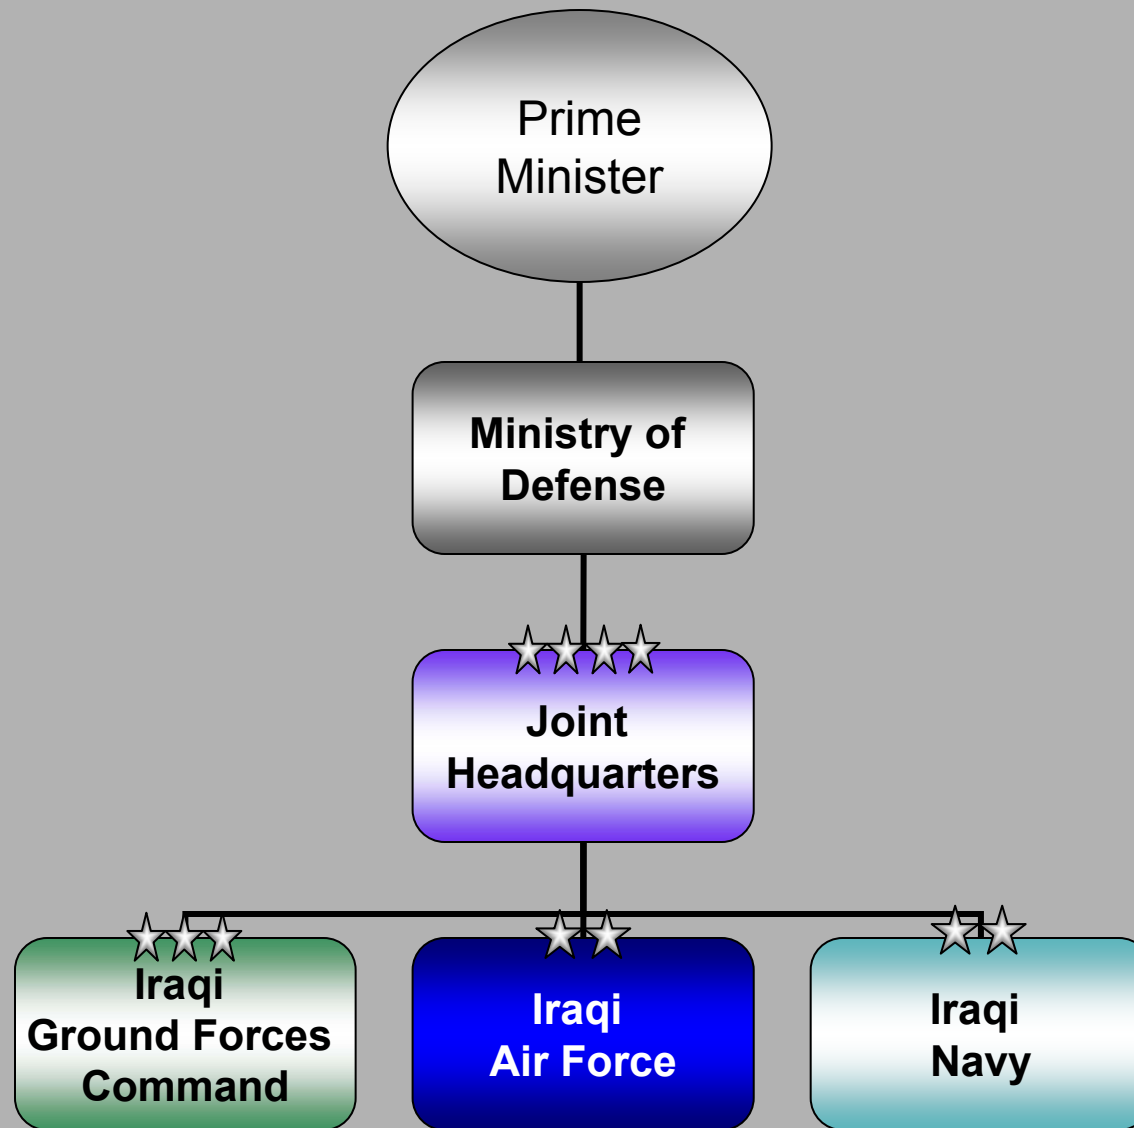 Prime
Minister
Ministry of
Defense
Joint
Headquarters
Iraqi
Ground Forces
Command
Iraqi
Air Force
Iraqi
Navy